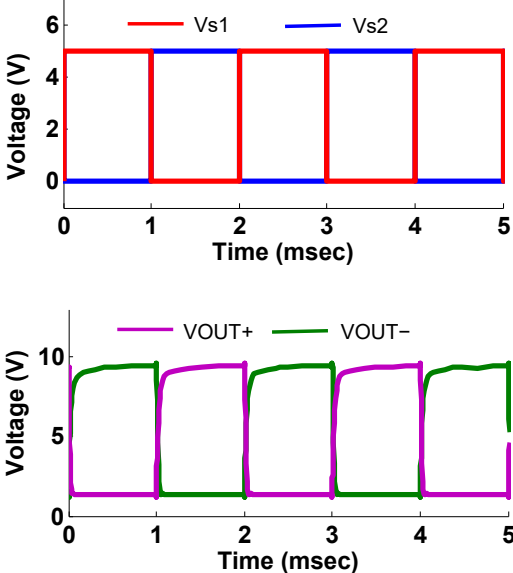 Vs1 Vs2
6
4
2
0
Voltage (V)
0 1 2 3 4 5
Time (msec)
VOUT+ VOUT−
10
5
0
Voltage (V)
0 1 2 3 4 5
Time (msec)